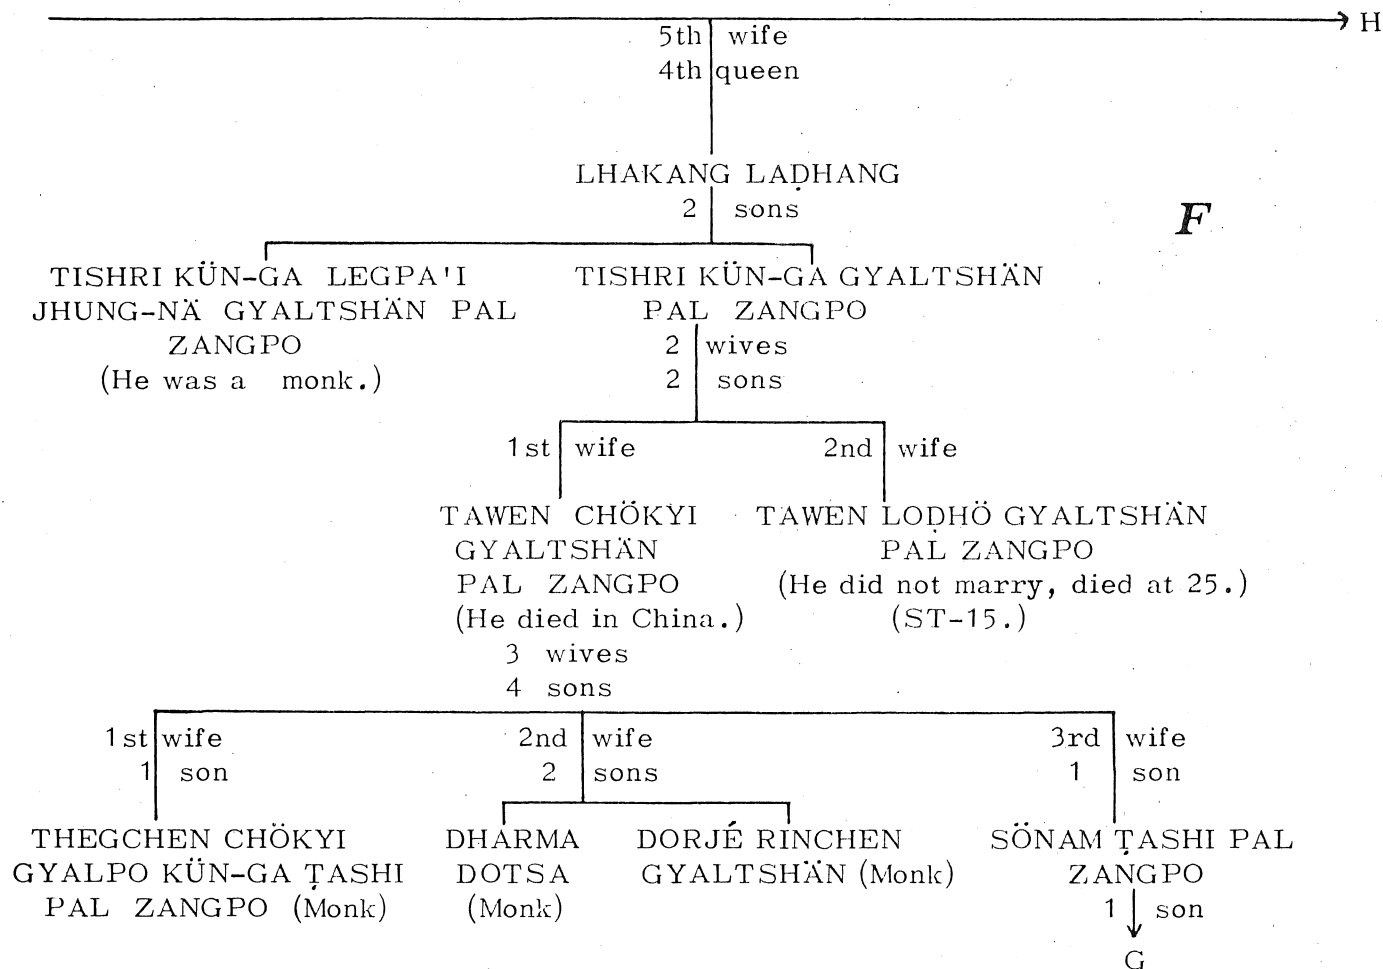 H
5th wife
4th queen
LHAKANG LAḌHANG
2 sons
F
TISHRI KÜN-GA LEGPA'I
JHUNG-NÄ GYALTSHÄN PAL
ZANGPO
(He was a monk.)
TISHRI KÜN-GA GYALTSHÄN
PAL ZANGPO
2 wives
2 sons
1st wife
2nd wife
TAWEN CHÖKYI
GYALTSHÄN
PAL ZANGPO
(He died in China.)
3 wives
4 sons
TAWEN LOḌHÖ GYALTSHÄN
PAL ZANGPO
(He did not marry, died at 25.)
(ST-15.)
1st wife
1 son
2nd wife
2 sons
3rd wife
1 son
THEGCHEN CHÖKYI
GYALPO KÜN-GA ṬASHI
PAL ZANGPO (Monk)
DHARMA
DOTSA
(Monk)
DORJÉ RINCHEN
GYALTSHÄN (Monk)
SÖNAM ṬASHI PAL
ZANGPO
1 son
G